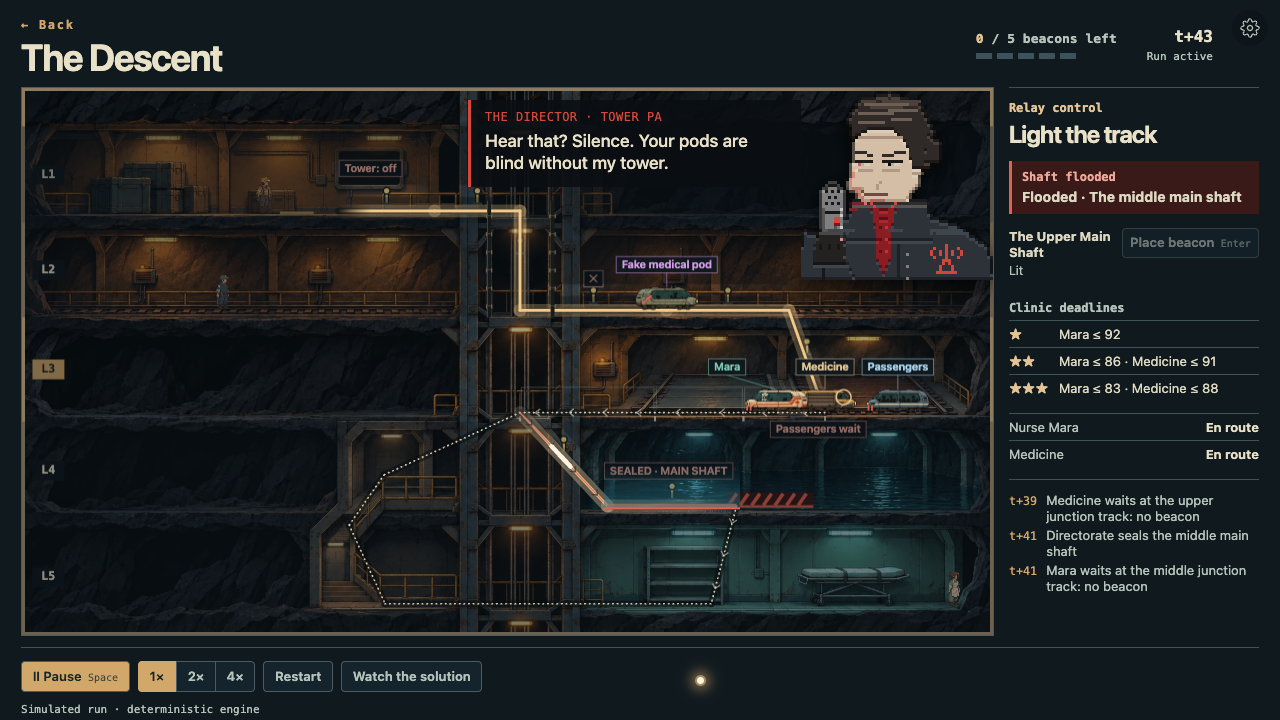 ← Back
The Descent
0 / 5 beacons left
t+43
Run active
THE DIRECTOR · TOWER PA
Hear that? Silence. Your pods are
blind without my tower.
L1
Tower: off
L2
Fake medical pod
L3
Mara
Medicine
Passengers
Passengers wait
L4
SEALED · MAIN SHAFT
L5
Relay control
Light the track
Shaft flooded
Flooded · The middle main shaft
The Upper Main
Shaft
Lit
Place beacon Enter
Clinic deadlines
★ Mara ≤ 92
★★ Mara ≤ 86 · Medicine ≤ 91
★★★ Mara ≤ 83 · Medicine ≤ 88
Nurse Mara En route
Medicine En route
t+39 Medicine waits at the upper
junction track: no beacon
t+41 Directorate seals the middle main
shaft
t+41 Mara waits at the middle junction
track: no beacon
II Pause Space
1×
2×
4×
Restart
Watch the solution
Simulated run · deterministic engine